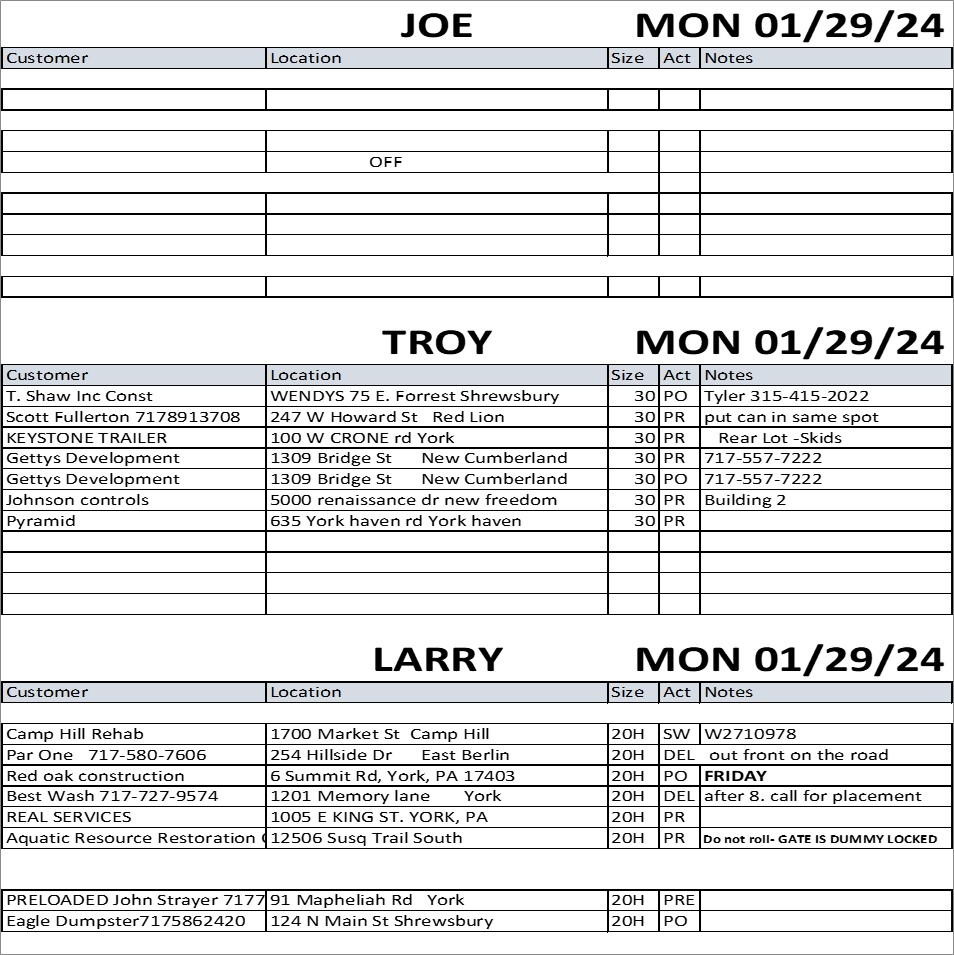 JOE MON 01/29/24
Customer Location Size Act Notes
OFF
TROY MON 01/29/24
Customer Location Size Act Notes
T. Shaw Inc Const WENDYS 75 E. Forrest Shrewsbury 30 PO Tyler 315-415-2022
Scott Fullerton 7178913708 247 W Howard St Red Lion 30 PR put can in same spot
KEYSTONE TRAILER 100 W CRONE rd York 30 PR Rear Lot -Skids
Gettys Development 1309 Bridge St New Cumberland 30 PR 717-557-7222
Gettys Development 1309 Bridge St New Cumberland 30 PO 717-557-7222
Johnson controls 5000 renaissance dr new freedom 30 PR Building 2
Pyramid 635 York haven rd York haven 30 PR
LARRY MON 01/29/24
Customer Location Size Act Notes
Camp Hill Rehab 1700 Market St Camp Hill 20H SW W2710978
Par One 717-580-7606 254 Hillside Dr East Berlin 20H DEL out front on the road
Red oak construction 6 Summit Rd, York, PA 17403 20H PO FRIDAY
Best Wash 717-727-9574 1201 Memory lane York 20H DEL after 8. call for placement
REAL SERVICES 1005 E KING ST. YORK, PA 20H PR
Aquatic Resource Restoration 12506 Susq Trail South 20H PR Do not roll- GATE IS DUMMY LOCKED
PRELOADED John Strayer 7177 91 Mapheliah Rd York 20H PRE
Eagle Dumpster7175862420 124 N Main St Shrewsbury 20H PO